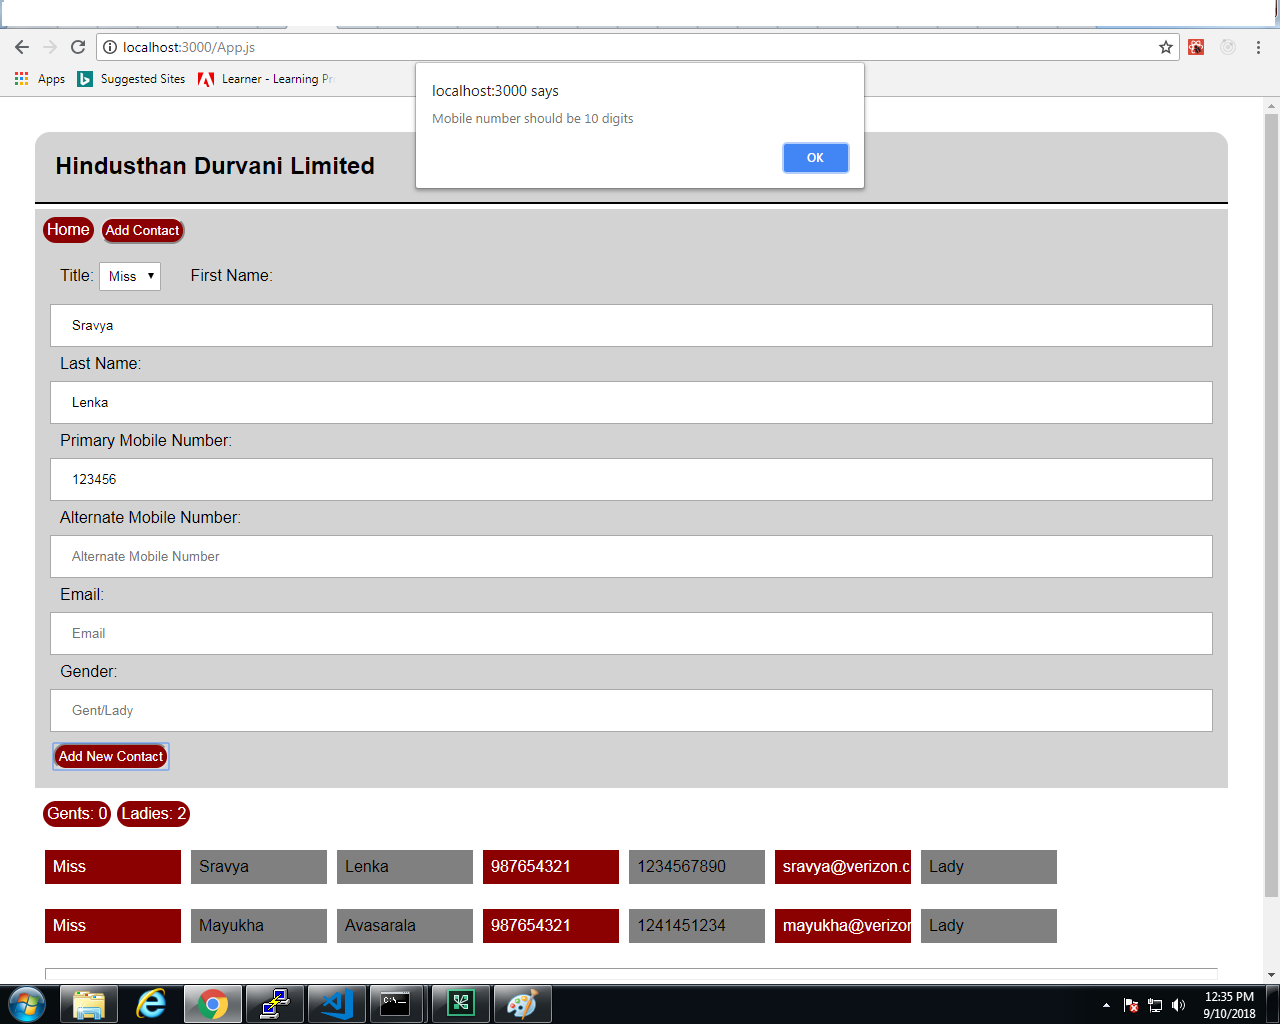 localhost:3000/App.js
Apps Suggested Sites Learner - Learning Pr
localhost:3000 says
Mobile number should be 10 digits
OK
Hindusthan Durvani Limited
Home Add Contact
Title: Miss First Name:
Sravya
Last Name:
Lenka
Primary Mobile Number:
123456
Alternate Mobile Number:
Alternate Mobile Number
Email:
Email
Gender:
Gent/Lady
Add New Contact
Gents: 0 Ladies: 2
Miss Sravya Lenka 987654321 1234567890 sravya@verizon.c Lady
Miss Mayukha Avasarala 987654321 1241451234 mayukha@verizon Lady
C:\_
12:35 PM
9/10/2018